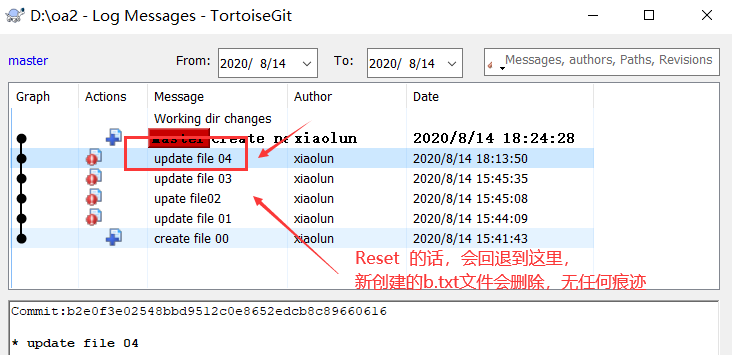 D:\oa2 - Log Messages - TortoiseGit
master From: 2020/ 8/14 To: 2020/ 8/14 Messages, authors, Paths, Revisions
Graph Actions Message Author Date
Working dir changes
master Create na xiaolun 2020/8/14 18:24:28
update file 04 xiaolun 2020/8/14 18:13:50
update file 03 xiaolun 2020/8/14 15:45:35
upate file02 xiaolun 2020/8/14 15:45:08
update file 01 xiaolun 2020/8/14 15:44:09
create file 00 xiaolun 2020/8/14 15:41:43
Reset 的话，会回退到这里，
新创建的b.txt文件会删除，无任何痕迹
Commit:b2e0f3e02548bbd9512c0e8652edcb8c89660616
* update file 04